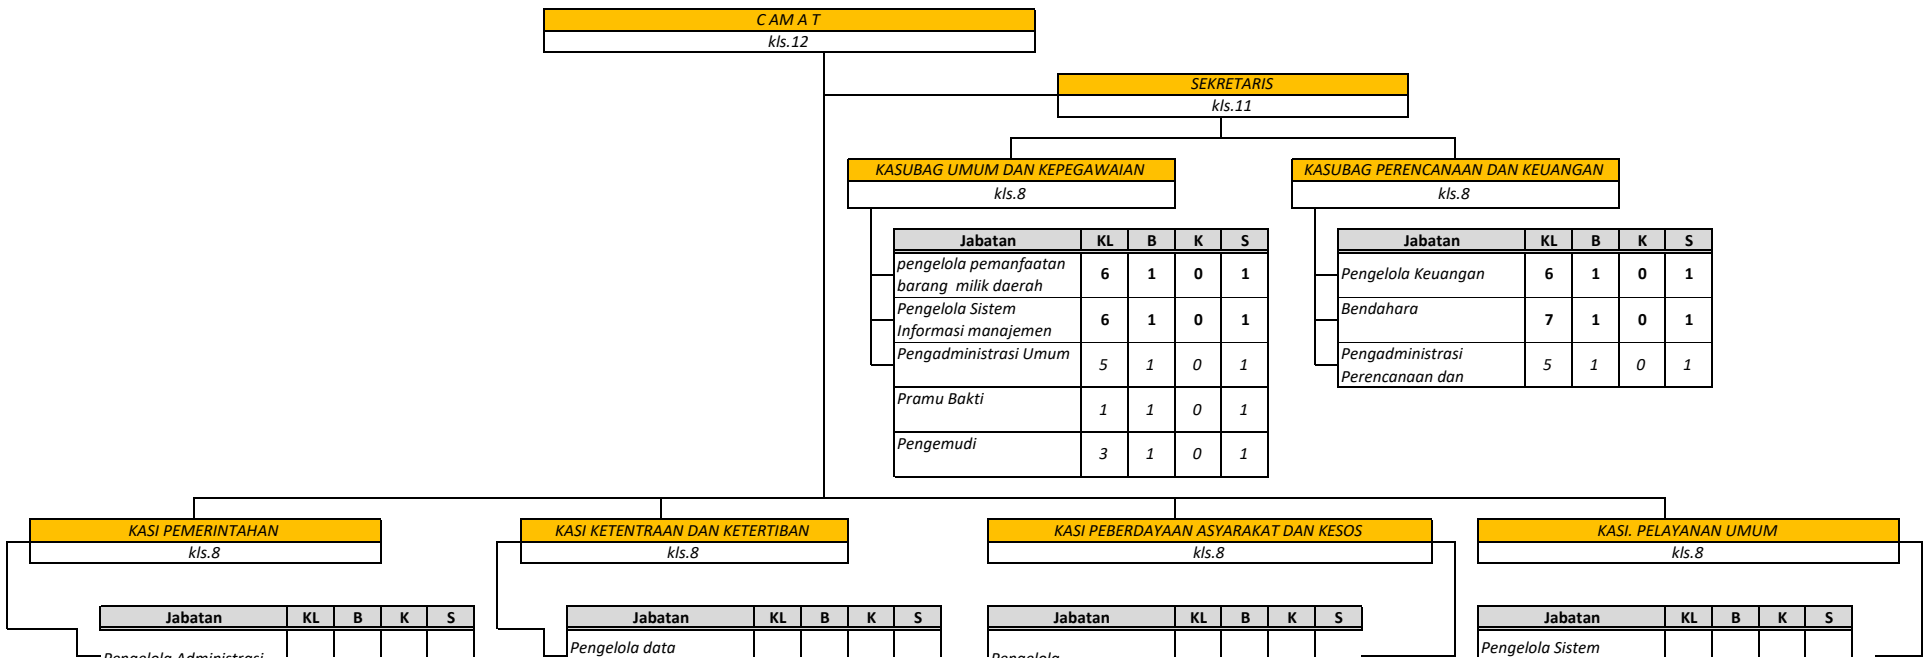 C AM A T
kls.12
SEKRETARIS
kls.11
KASUBAG UMUM DAN KEPEGAWAIAN
kls.8
KASUBAG PERENCANAAN DAN KEUANGAN
kls.8
Jabatan KL B K S
pengelola pemanfaatan
barang milik daerah 6 1 0 1
Pengelola Sistem
Informasi manajemen 6 1 0 1
Pengadministrasi Umum 5 1 0 1
Pramu Bakti 1 1 0 1
Pengemudi 3 1 0 1
Jabatan KL B K S
Pengelola Keuangan 6 1 0 1
Bendahara 7 1 0 1
Pengadministrasi
Perencanaan dan 5 1 0 1
KASI PEMERINTAHAN
kls.8
KASI KETENTRAAN DAN KETERTIBAN
kls.8
KASI PEBERDAYAAN ASYARAKAT DAN KESOS
kls.8
KASI. PELAYANAN UMUM
kls.8
Jabatan KL B K S
Pengelola Administrasi
Jabatan KL B K S
Pengelola data
Jabatan KL B K S
Pengelola
Jabatan KL B K S
Pengelola Sistem